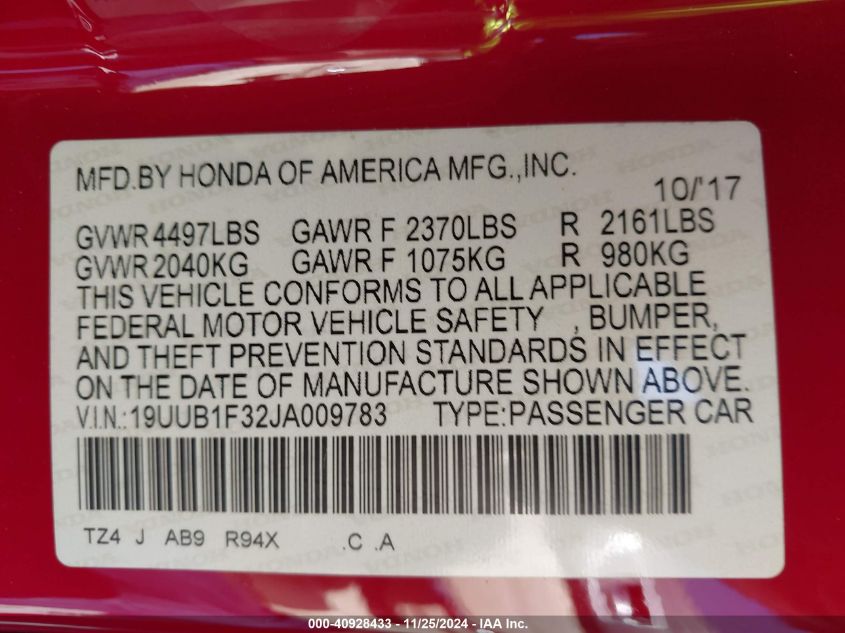 MFD.BY HONDA OF AMERICA MFG.,INC.
10/'17
GVWR 4497LBS GAWR F 2370LBS R 2161LBS
GVWR 2040KG GAWR F 1075KG R 980KG
THIS VEHICLE CONFORMS TO ALL APPLICABLE
FEDERAL MOTOR VEHICLE SAFETY , BUMPER,
AND THEFT PREVENTION STANDARDS IN EFFECT
ON THE DATE OF MANUFACTURE SHOWN ABOVE.
V.I.N.:19UUB1F32JA009783 TYPE:PASSENGER CAR
TZ4 J AB9 R94X .C .A
000-40928433 - 11/25/2024 - IAA Inc.